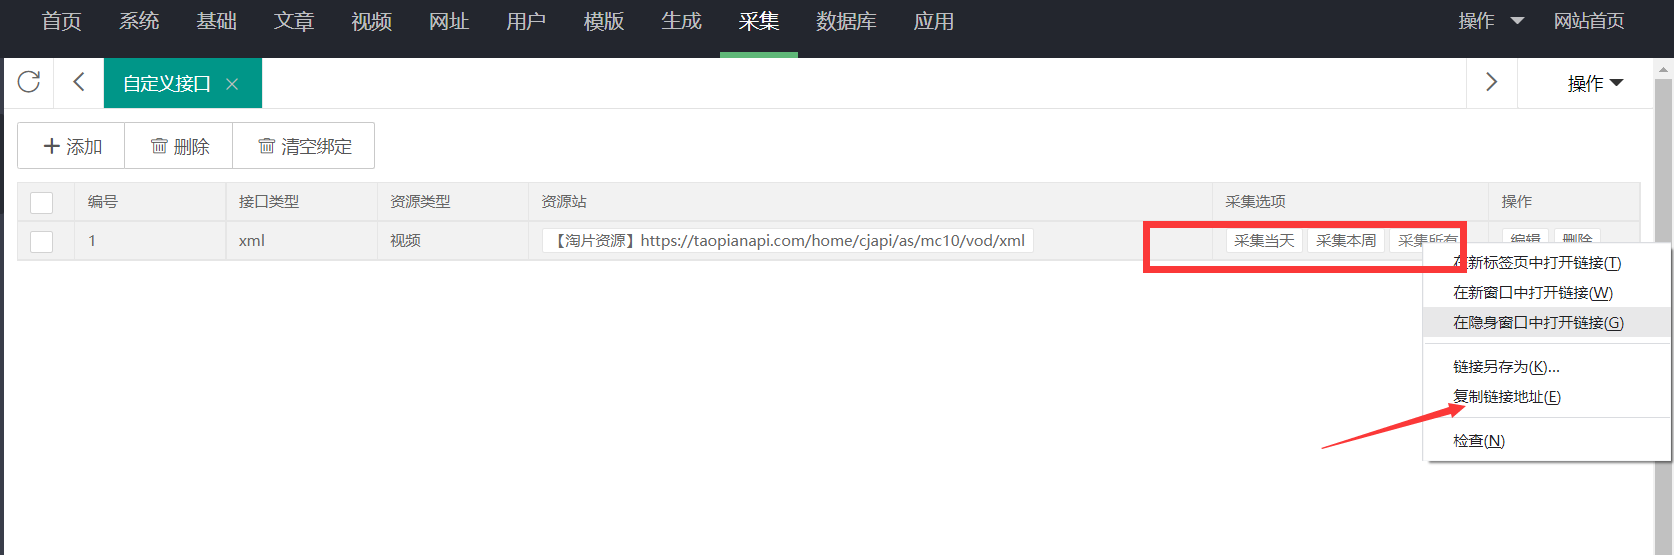 首页 系统 基础 文章 视频 网址 用户 模版 生成 采集 数据库 应用 操作 网站首页
自定义接口 操作
添加 删除 清空绑定
编号 接口类型 资源类型 资源站 采集选项 操作
1 xml 视频 【淘片资源】https://taopianapi.com/home/cjapi/as/mc10/vod/xml 采集当天 采集本周 采集所有 编辑 删除
在新标签页中打开链接(T)
在新窗口中打开链接(W)
在隐身窗口中打开链接(G)
链接另存为(K)...
复制链接地址(E)
检查(N)